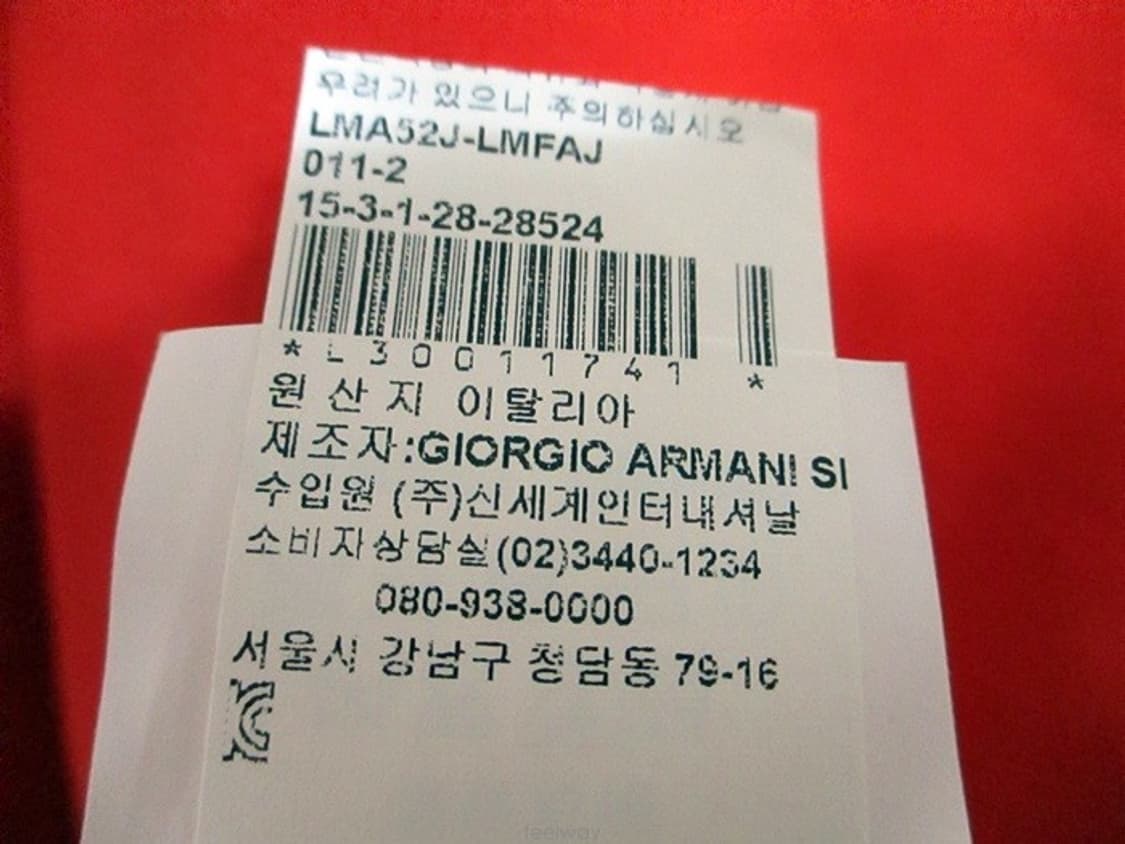 우려가 있으니 주의하십시오
LMA52J-LMFAJ
011-2
15-3-1-28-28524
*L30011741 *
원 산 지 이탈리아
제조자:GIORGIO ARMANI SI
수입원 (주)신세계인터내셔날
소비자상담실(02)3440-1234
080-938-0000
서울시 강남구 청담동 79-16
feelway